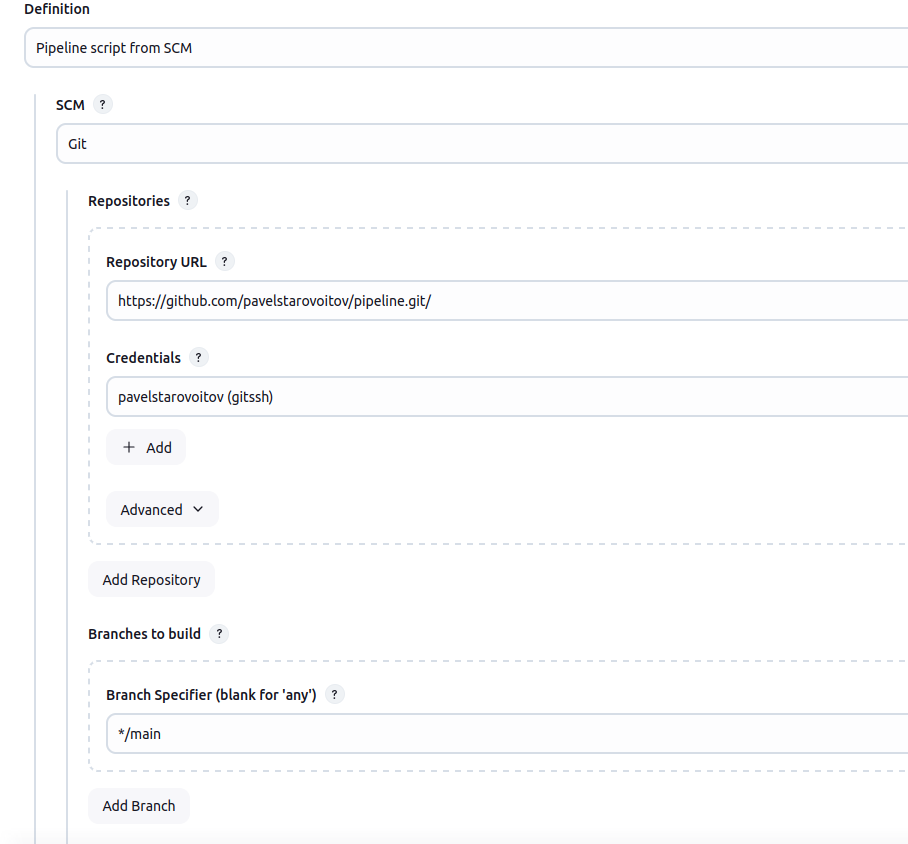 Definition
Pipeline script from SCM
SCM ?
Git
Repositories ?
Repository URL ?
https://github.com/pavelstarovoitov/pipeline.git/
Credentials ?
pavelstarovoitov (gitssh)
+ Add
Advanced
Add Repository
Branches to build ?
Branch Specifier (blank for 'any') ?
*/main
Add Branch